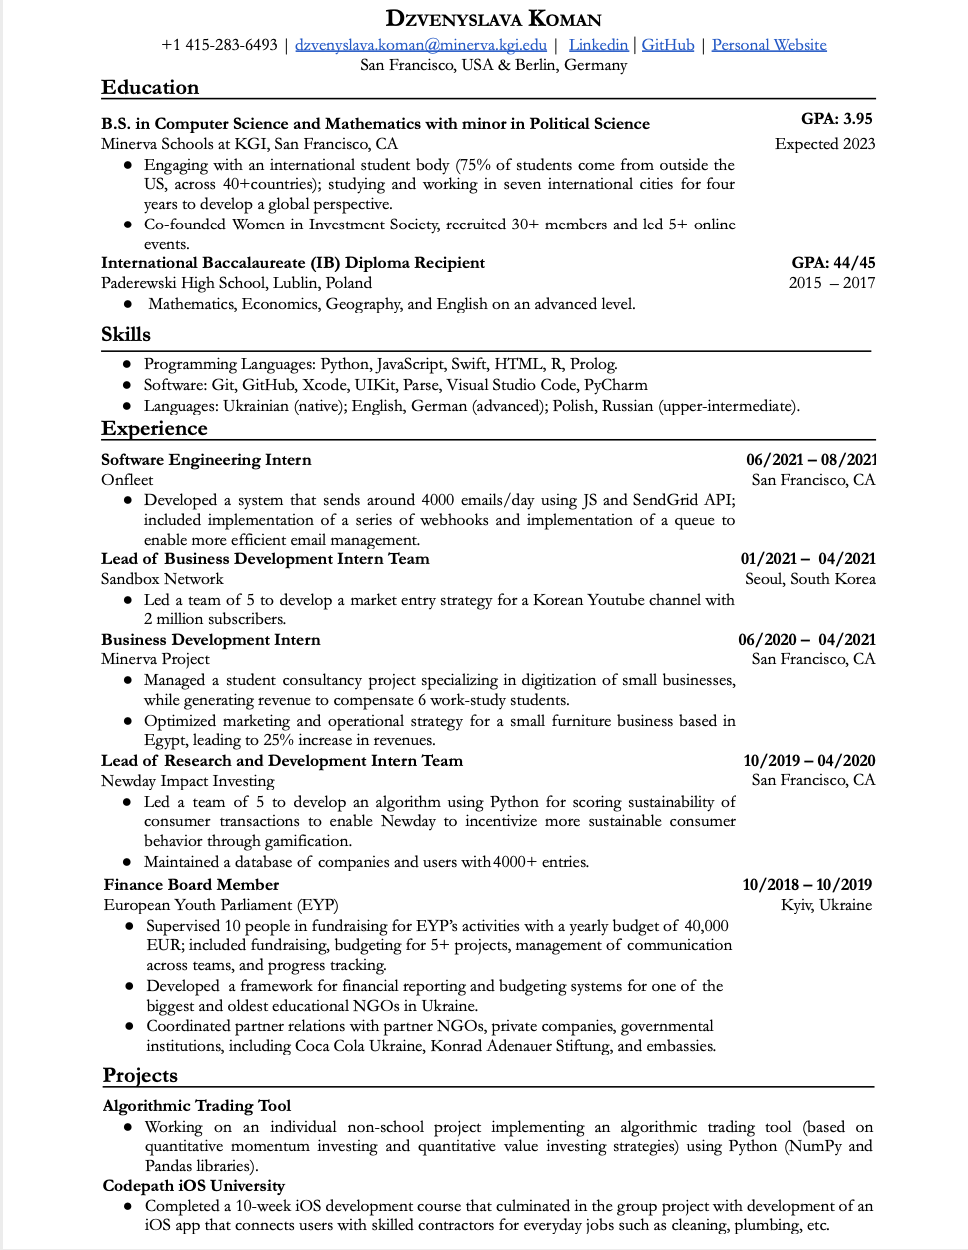 DZVENYSLAVA KOMAN
+1 415-283-6493 | dzvenyslava.koman@minerva.kgi.edu | Linkedin | GitHub | Personal Website
San Francisco, USA & Berlin, Germany
Education
B.S. in Computer Science and Mathematics with minor in Political Science GPA: 3.95
Minerva Schools at KGI, San Francisco, CA Expected 2023
● Engaging with an international student body (75% of students come from outside the
US, across 40+countries); studying and working in seven international cities for four
years to develop a global perspective.
● Co-founded Women in Investment Society, recruited 30+ members and led 5+ online
events.
International Baccalaureate (IB) Diploma Recipient GPA: 44/45
Paderewski High School, Lublin, Poland 2015 – 2017
● Mathematics, Economics, Geography, and English on an advanced level.
Skills
● Programming Languages: Python, JavaScript, Swift, HTML, R, Prolog.
● Software: Git, GitHub, Xcode, UIKit, Parse, Visual Studio Code, PyCharm
● Languages: Ukrainian (native); English, German (advanced); Polish, Russian (upper-intermediate).
Experience
Software Engineering Intern 06/2021 – 08/2021
Onfleet San Francisco, CA
● Developed a system that sends around 4000 emails/day using JS and SendGrid API;
included implementation of a series of webhooks and implementation of a queue to
enable more efficient email management.
Lead of Business Development Intern Team 01/2021 – 04/2021
Sandbox Network Seoul, South Korea
● Led a team of 5 to develop a market entry strategy for a Korean Youtube channel with
2 million subscribers.
Business Development Intern 06/2020 – 04/2021
Minerva Project San Francisco, CA
● Managed a student consultancy project specializing in digitization of small businesses,
while generating revenue to compensate 6 work-study students.
● Optimized marketing and operational strategy for a small furniture business based in
Egypt, leading to 25% increase in revenues.
Lead of Research and Development Intern Team 10/2019 – 04/2020
Newday Impact Investing San Francisco, CA
● Led a team of 5 to develop an algorithm using Python for scoring sustainability of
consumer transactions to enable Newday to incentivize more sustainable consumer
behavior through gamification.
● Maintained a database of companies and users with 4000+ entries.
Finance Board Member 10/2018 – 10/2019
European Youth Parliament (EYP) Kyiv, Ukraine
● Supervised 10 people in fundraising for EYP's activities with a yearly budget of 40,000
EUR; included fundraising, budgeting for 5+ projects, management of communication
across teams, and progress tracking.
● Developed a framework for financial reporting and budgeting systems for one of the
biggest and oldest educational NGOs in Ukraine.
● Coordinated partner relations with partner NGOs, private companies, governmental
institutions, including Coca Cola Ukraine, Konrad Adenauer Stiftung, and embassies.
Projects
Algorithmic Trading Tool
● Working on an individual non-school project implementing an algorithmic trading tool (based on
quantitative momentum investing and quantitative value investing strategies) using Python (NumPy and
Pandas libraries).
Codepath iOS University
● Completed a 10-week iOS development course that culminated in the group project with development of an
iOS app that connects users with skilled contractors for everyday jobs such as cleaning, plumbing, etc.